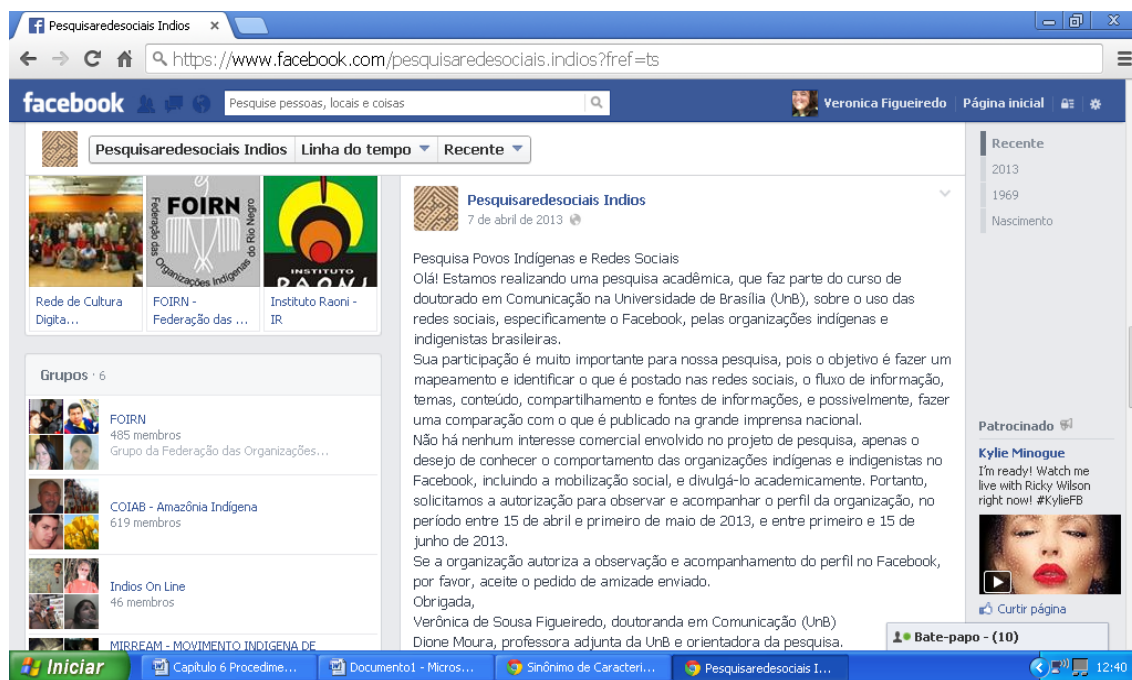 Pesquisaredesociais Indios
https://www.facebook.com/pesquisaredesociais.indios?fref=ts
facebook
Pesquise pessoas, locais e coisas
Veronica Figueiredo
Página inicial
Pesquisaredesociais Indios
Linha do tempo
Recente
FOIRN
Federação das Organizações Indígenas do Rio Negro
INSTITUTO
RAONI
Rede de Cultura
Digita...
FOIRN -
Federação das ...
Instituto Raoni -
IR
Grupos · 6
FOIRN
485 membros
Grupo da Federação das Organizações...
COIAB - Amazônia Indígena
619 membros
Indios On Line
46 membros
MIRREAM - MOVIMENTO INDIGENA DE
Pesquisaredesociais Indios
7 de abril de 2013
Pesquisa Povos Indígenas e Redes Sociais
Olá! Estamos realizando uma pesquisa acadêmica, que faz parte do curso de
doutorado em Comunicação na Universidade de Brasília (UnB), sobre o uso das
redes sociais, especificamente o Facebook, pelas organizações indígenas e
indigenistas brasileiras.
Sua participação é muito importante para nossa pesquisa, pois o objetivo é fazer um
mapeamento e identificar o que é postado nas redes sociais, o fluxo de informação,
temas, conteúdo, compartilhamento e fontes de informações, e possivelmente, fazer
uma comparação com o que é publicado na grande imprensa nacional.
Não há nenhum interesse comercial envolvido no projeto de pesquisa, apenas o
desejo de conhecer o comportamento das organizações indígenas e indigenistas no
Facebook, incluindo a mobilização social, e divulgá-lo academicamente. Portanto,
solicitamos a autorização para observar e acompanhar o perfil da organização, no
período entre 15 de abril e primeiro de maio de 2013, e entre primeiro e 15 de
junho de 2013.
Se a organização autoriza a observação e acompanhamento do perfil no Facebook,
por favor, aceite o pedido de amizade enviado.
Obrigada,
Verônica de Sousa Figueiredo, doutoranda em Comunicação (UnB)
Dione Moura, professora adjunta da UnB e orientadora da pesquisa.
Recente
2013
1969
Nascimento
Patrocinado
Kylie Minogue
I'm ready! Watch me
live with Ricky Wilson
right now! #KylieFB
Curtir página
Bate-papo - (10)
Iniciar
Capítulo 6 Procedime...
Documento1 - Micros...
Sinônimo de Caracteri...
Pesquisaredesociais I...
12:40